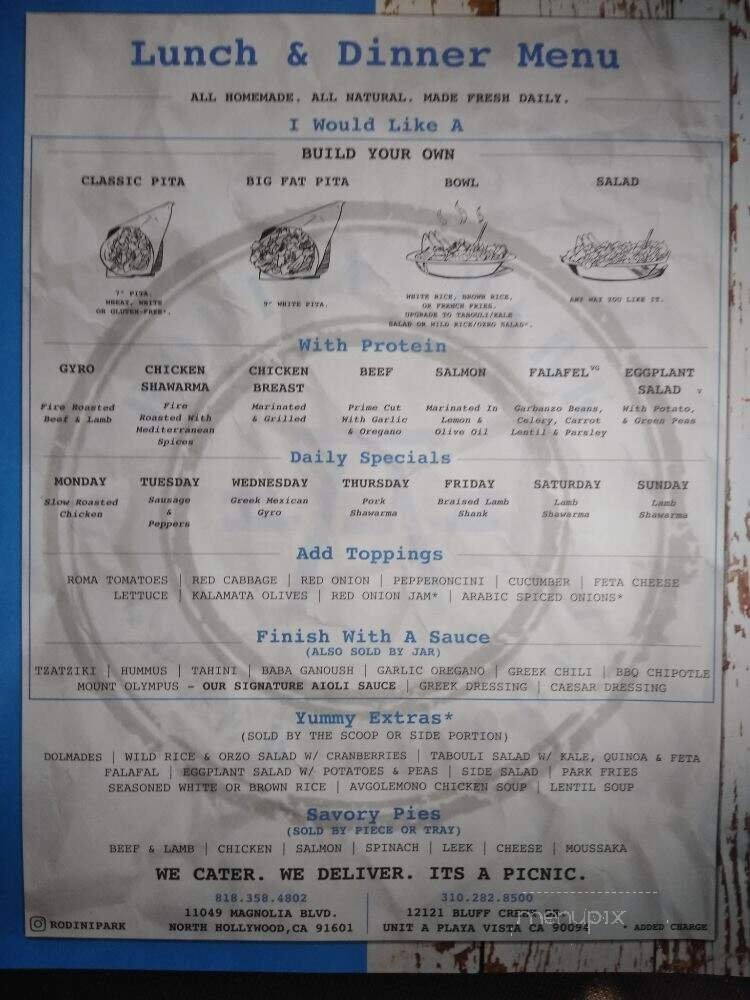 Lunch & Dinner Menu
ALL HOMEMADE. ALL NATURAL. MADE FRESH DAILY.
I Would Like A
BUILD YOUR OWN
CLASSIC PITA BIG FAT PITA BOWL SALAD
7" PITA.
WHEAT, WHITE
OR GLUTEN-FREE*.
9" WHITE PITA.
WHITE RICE, BROWN RICE,
OR FRENCH FRIES.
UPGRADE TO TABOULI/KALE
SALAD OR WILD RICE/OZRO SALAD*.
ANY WAY YOU LIKE IT.
With Protein
GYRO
Fire Roasted
Beef & Lamb
CHICKEN
SHAWARMA
Fire
Roasted With
Mediterranean
Spices
CHICKEN
BREAST
Marinated
& Grilled
BEEF
Prime Cut
With Garlic
& Oregano
SALMON
Marinated In
Lemon &
Olive Oil
FALAFEL VG
Garbanzo Beans,
Celery, Carrot
Lentil & Parsley
EGGPLANT
SALAD V
With Potato,
& Green Peas
Daily Specials
MONDAY
Slow Roasted
Chicken
TUESDAY
Sausage
&
Peppers
WEDNESDAY
Greek Mexican
Gyro
THURSDAY
Pork
Shawarma
FRIDAY
Braised Lamb
Shank
SATURDAY
Lamb
Shawarma
SUNDAY
Lamb
Shawarma
Add Toppings
ROMA TOMATOES | RED CABBAGE | RED ONION | PEPPERONCINI | CUCUMBER | FETA CHEESE
LETTUCE | KALAMATA OLIVES | RED ONION JAM* | ARABIC SPICED ONIONS*
Finish With A Sauce
(ALSO SOLD BY JAR)
TZATZIKI | HUMMUS | TAHINI | BABA GANOUSH | GARLIC OREGANO | GREEK CHILI | BBQ CHIPOTLE
MOUNT OLYMPUS - OUR SIGNATURE AIOLI SAUCE | GREEK DRESSING | CAESAR DRESSING
Yummy Extras*
(SOLD BY THE SCOOP OR SIDE PORTION)
DOLMADES | WILD RICE & ORZO SALAD W/ CRANBERRIES | TABOULI SALAD W/ KALE, QUINOA & FETA
FALAFAL | EGGPLANT SALAD W/ POTATOES & PEAS | SIDE SALAD | PARK FRIES
SEASONED WHITE OR BROWN RICE | AVGOLEMONO CHICKEN SOUP | LENTIL SOUP
Savory Pies
(SOLD BY PIECE OR TRAY)
BEEF & LAMB | CHICKEN | SALMON | SPINACH | LEEK | CHEESE | MOUSSAKA
WE CATER. WE DELIVER. ITS A PICNIC.
818.358.4802
11049 MAGNOLIA BLVD.
NORTH HOLLYWOOD,CA 91601
310.282.8500
12121 BLUFF CREEK
UNIT A PLAYA VISTA CA 90094
RODINIPARK
* ADDED CHARGE
menupix